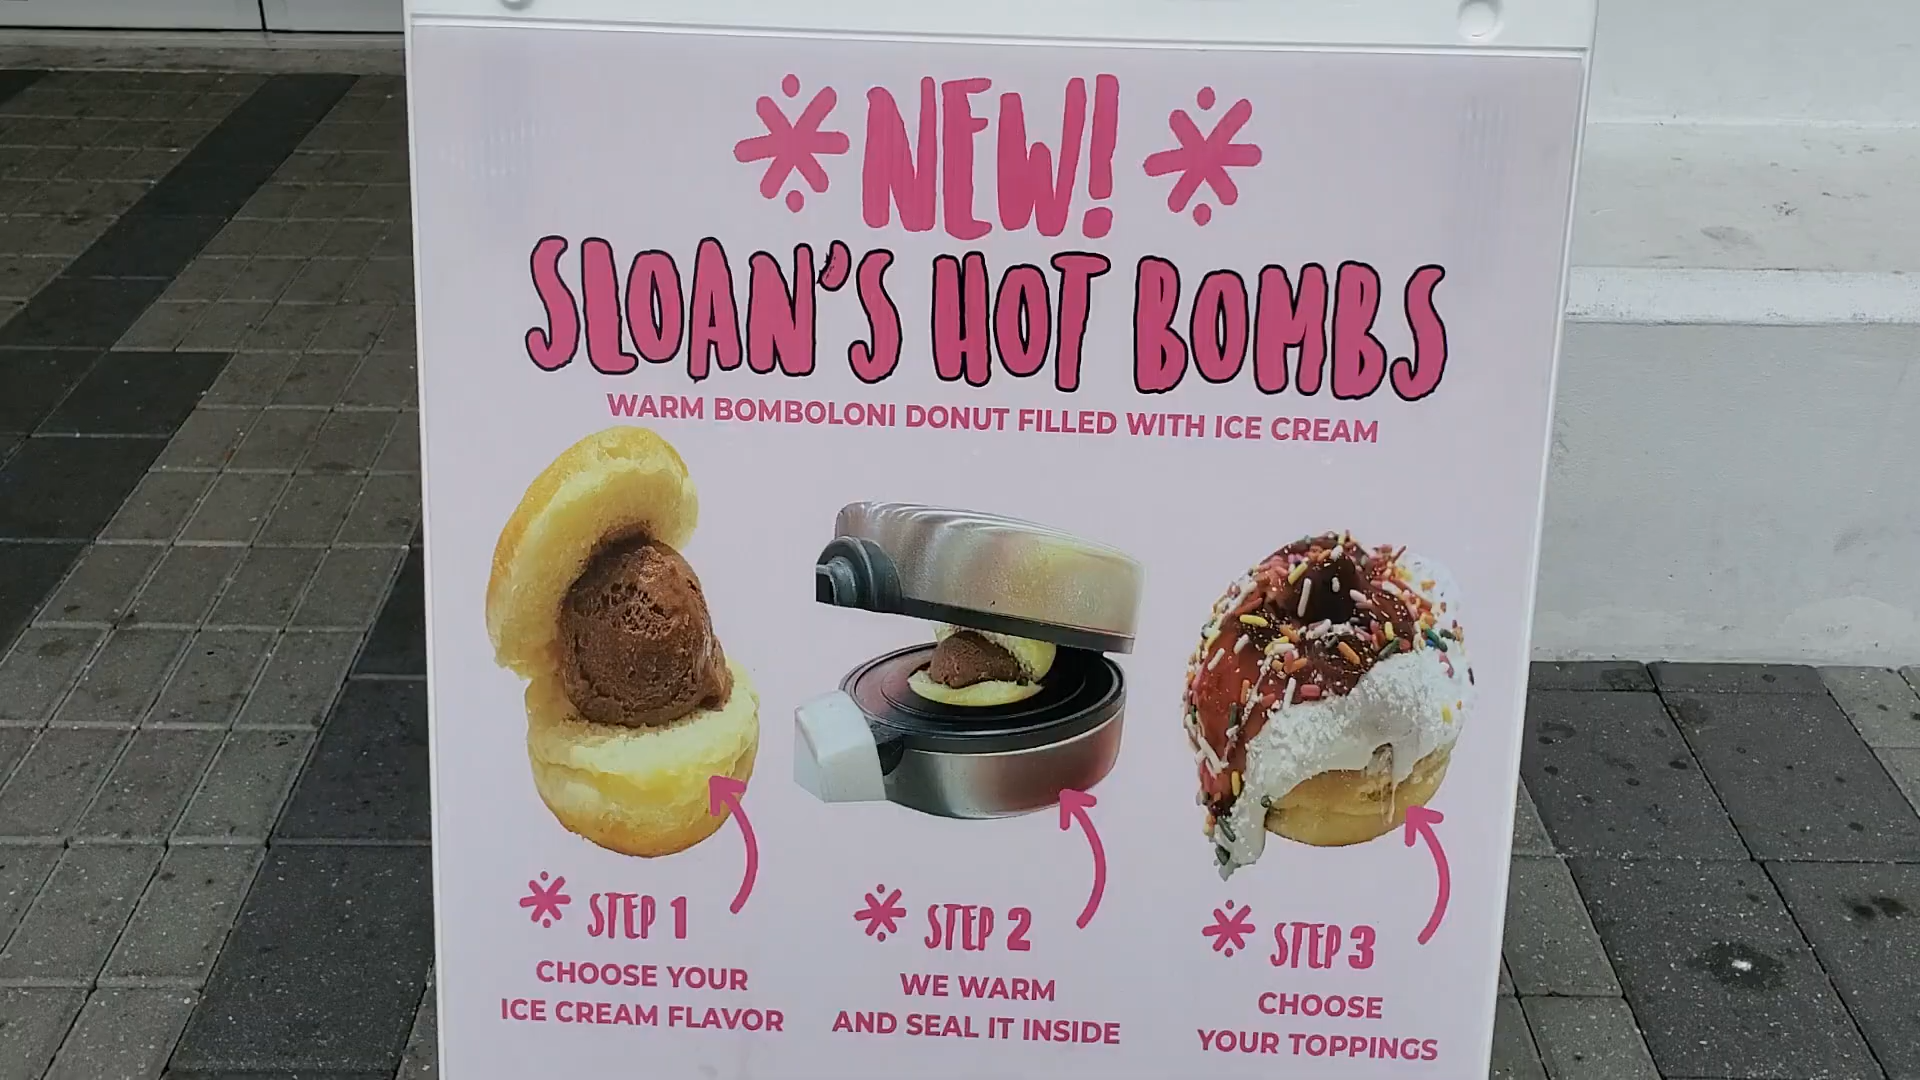 NEW!
SLOAN'S HOT BOMBS
WARM BOMBOLONI DONUT FILLED WITH ICE CREAM
STEP 1
CHOOSE YOUR
ICE CREAM FLAVOR
STEP 2
WE WARM
AND SEAL IT INSIDE
STEP 3
CHOOSE
YOUR TOPPINGS